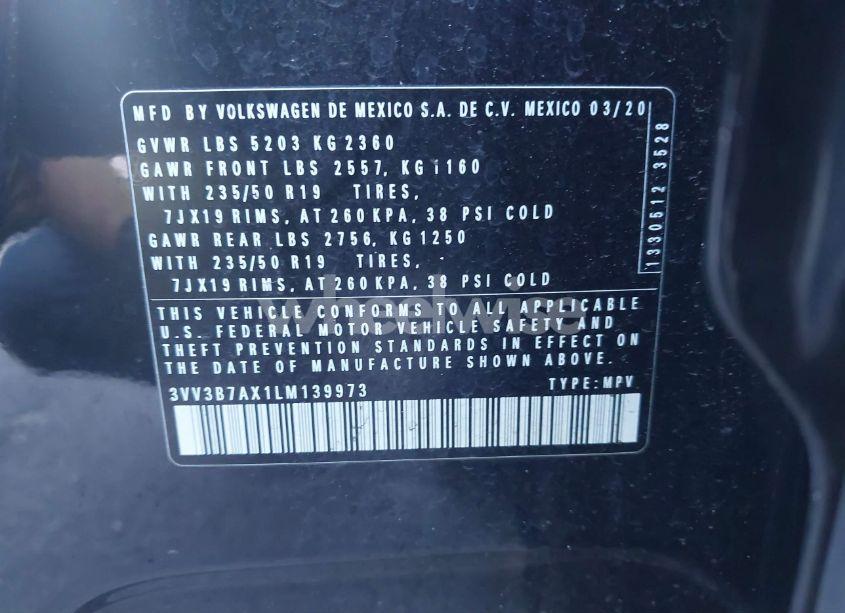 MFD BY VOLKSWAGEN DE MEXICO S.A. DE C.V. MEXICO 03/20
GVWR LBS 5203 KG 2360
GAWR FRONT LBS 2557, KG 1160
WITH 235/50 R19 TIRES,
7JX19 RIMS, AT 260 KPA, 38 PSI COLD
GAWR REAR LBS 2756, KG 1250
WITH 235/50 R19 TIRES,
7JX19 RIMS, AT 260 KPA, 38 PSI COLD
1330512 3528
THIS VEHICLE CONFORMS TO ALL APPLICABLE
U.S. FEDERAL MOTOR VEHICLE SAFETY AND
THEFT PREVENTION STANDARDS IN EFFECT ON
THE DATE OF MANUFACTURE SHOWN ABOVE.
3VV3B7AX1LM139973 TYPE:MPV
wheelwise